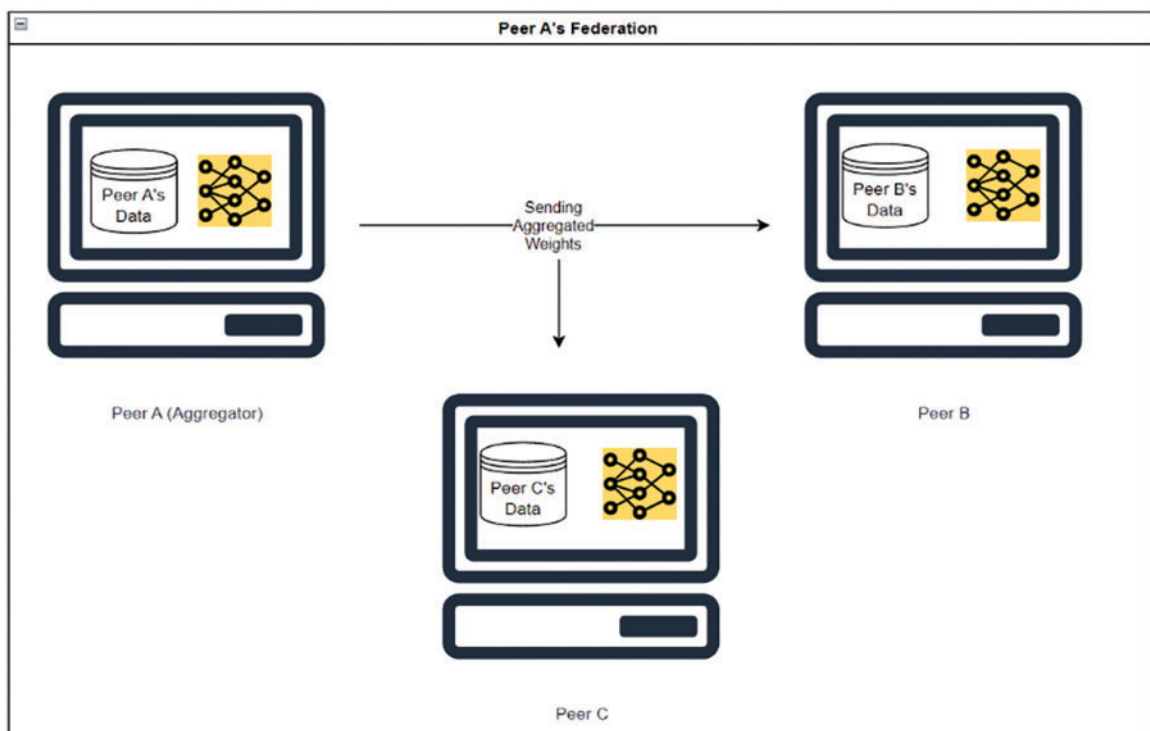 Peer A's Federation
Peer A's
Data
Sending
Aggregated
Weights
Peer B's
Data
Peer A (Aggregator)
Peer B
Peer C's
Data
Peer C